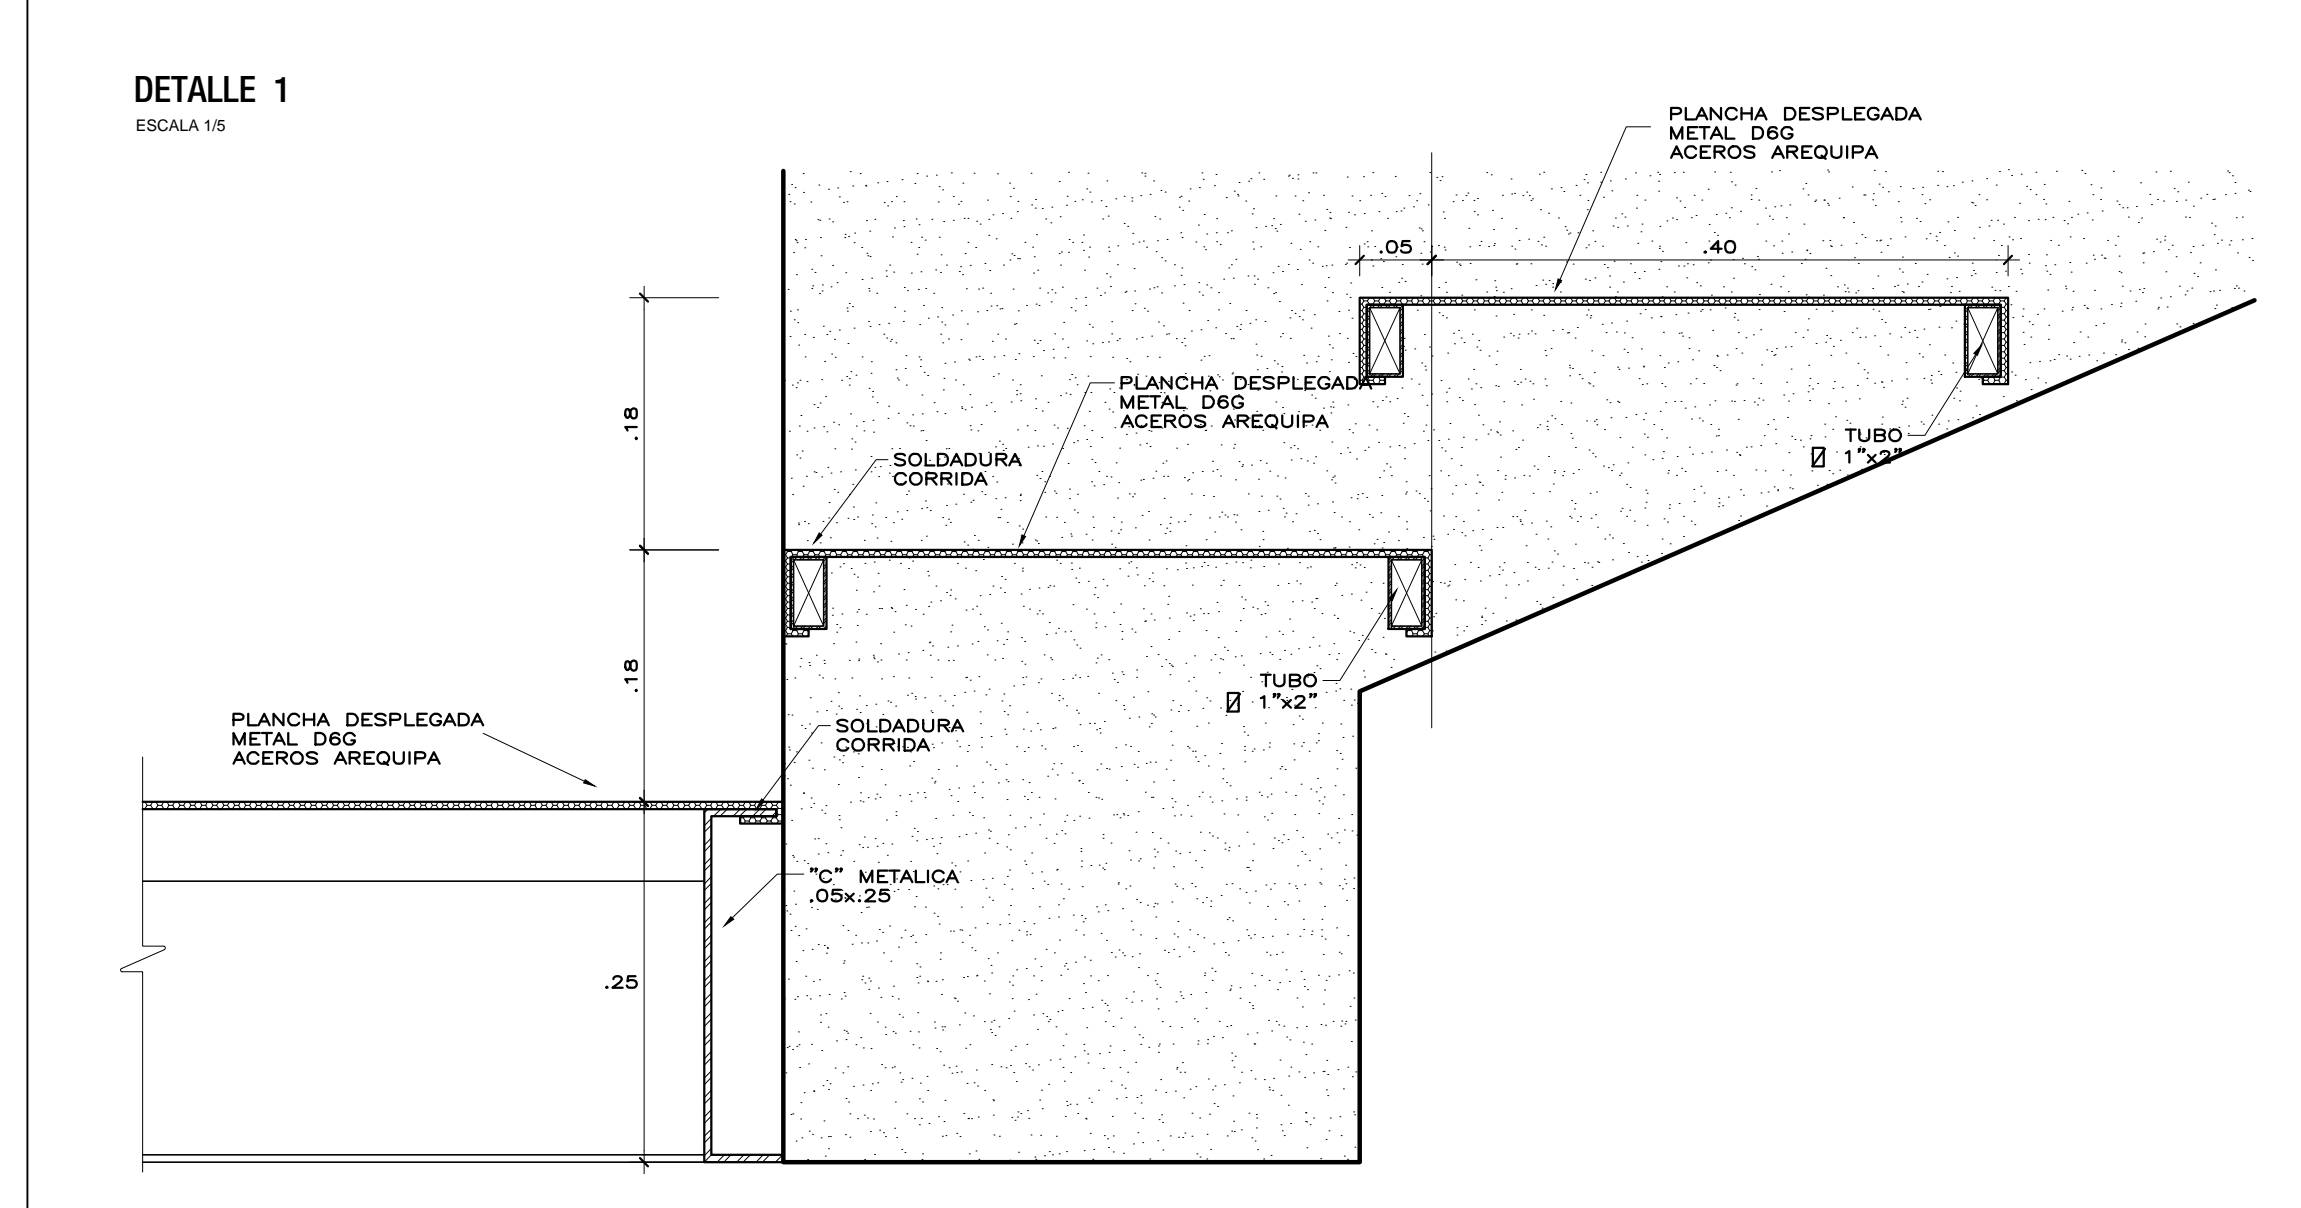 DETALLE 1
ESCALA 1/5
PLANCHA DESPLEGADA
METAL D6G
ACEROS AREQUIPA
.05
.40
PLANCHA DESPLEGADA
METAL D6G
ACEROS AREQUIPA
.18
TUBO
1"x2"
SOLDADURA
CORRIDA
.18
TUBO
1"x2"
PLANCHA DESPLEGADA
METAL D6G
ACEROS AREQUIPA
SOLDADURA
CORRIDA
"C" METALICA
.05x.25
.25